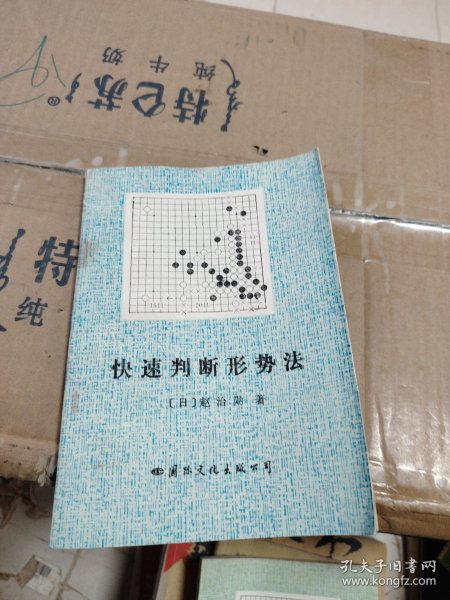 特仑苏®
纯牛奶
特
纯
快速判断形势法
〔日〕赵治勋 著
国际文化出版公司
孔夫子旧书网
www.kongfz.com